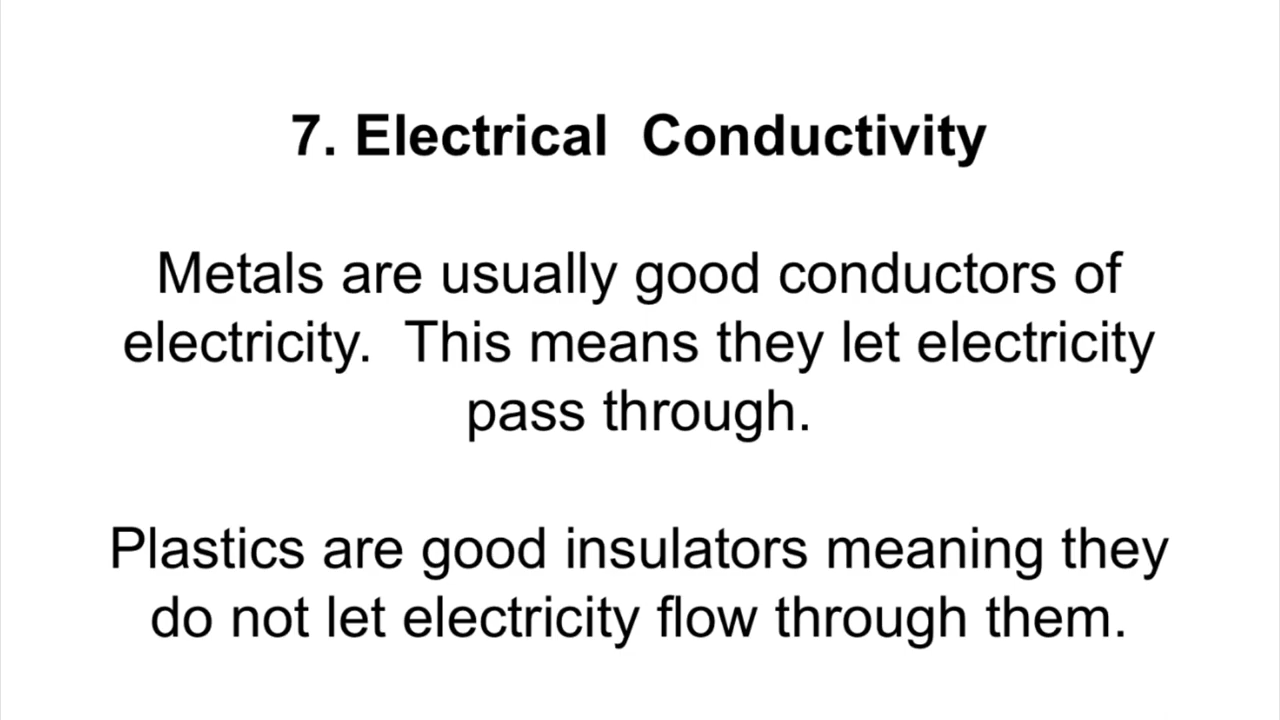 7. Electrical  Conductivity
Metals are usually good conductors of
electricity.  This means they let electricity
pass through.
Plastics are good insulators meaning they
do not let electricity flow through them.